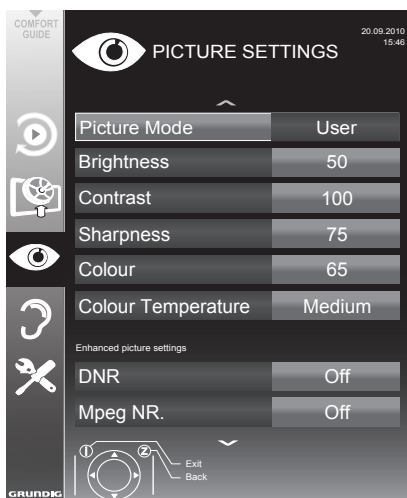 COMFORT
GUIDE
PICTURE SETTINGS
20.09.2010
15:46
Picture Mode User
Brightness 50
Contrast 100
Sharpness 75
Colour 65
Colour Temperature Medium
Enhanced picture settings
DNR Off
Mpeg NR. Off
i Z
Exit
Back
GRUNDIG